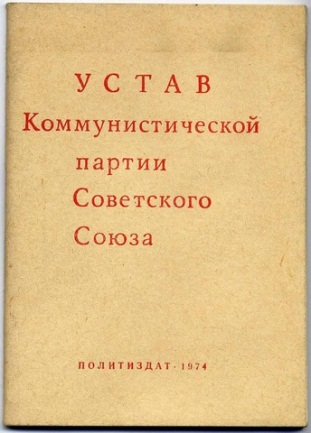 УСТАВ
Коммунистической
партии
Советского
Союза
ПОЛИТИЗДАТ · 1974